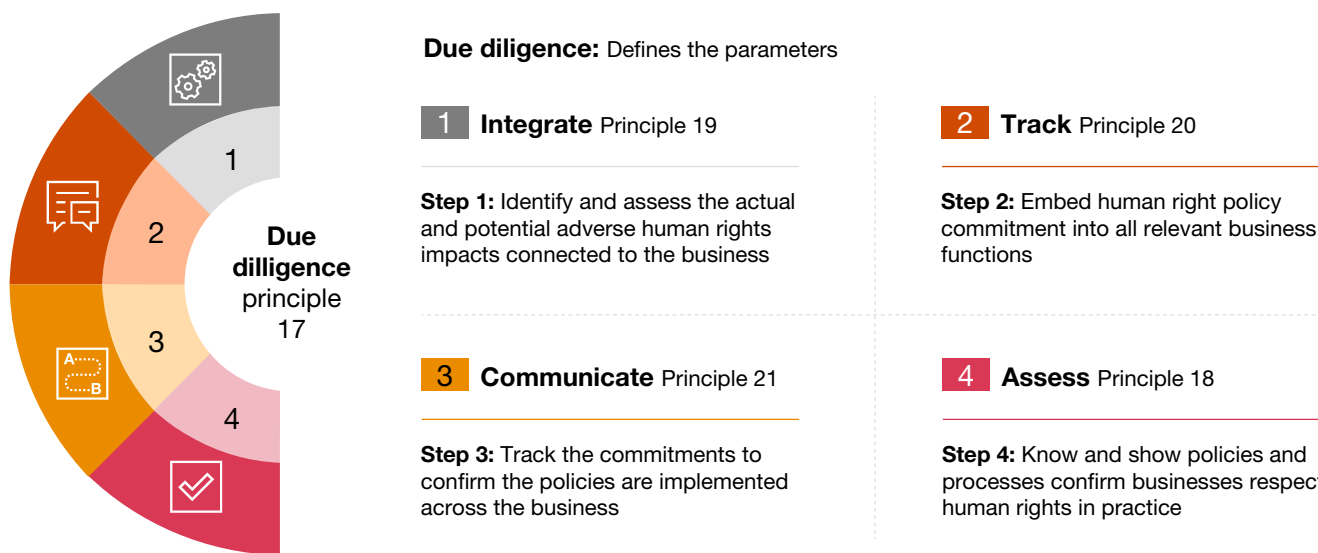 1
2
3
4
A
B
Due
dilligence
principle
17
Due diligence: Defines the parameters
1 Integrate Principle 19
Step 1: Identify and assess the actual
and potential adverse human rights
impacts connected to the business
2 Track Principle 20
Step 2: Embed human right policy
commitment into all relevant business
functions
3 Communicate Principle 21
Step 3: Track the commitments to
confirm the policies are implemented
across the business
4 Assess Principle 18
Step 4: Know and show policies and
processes confirm businesses respect
human rights in practice